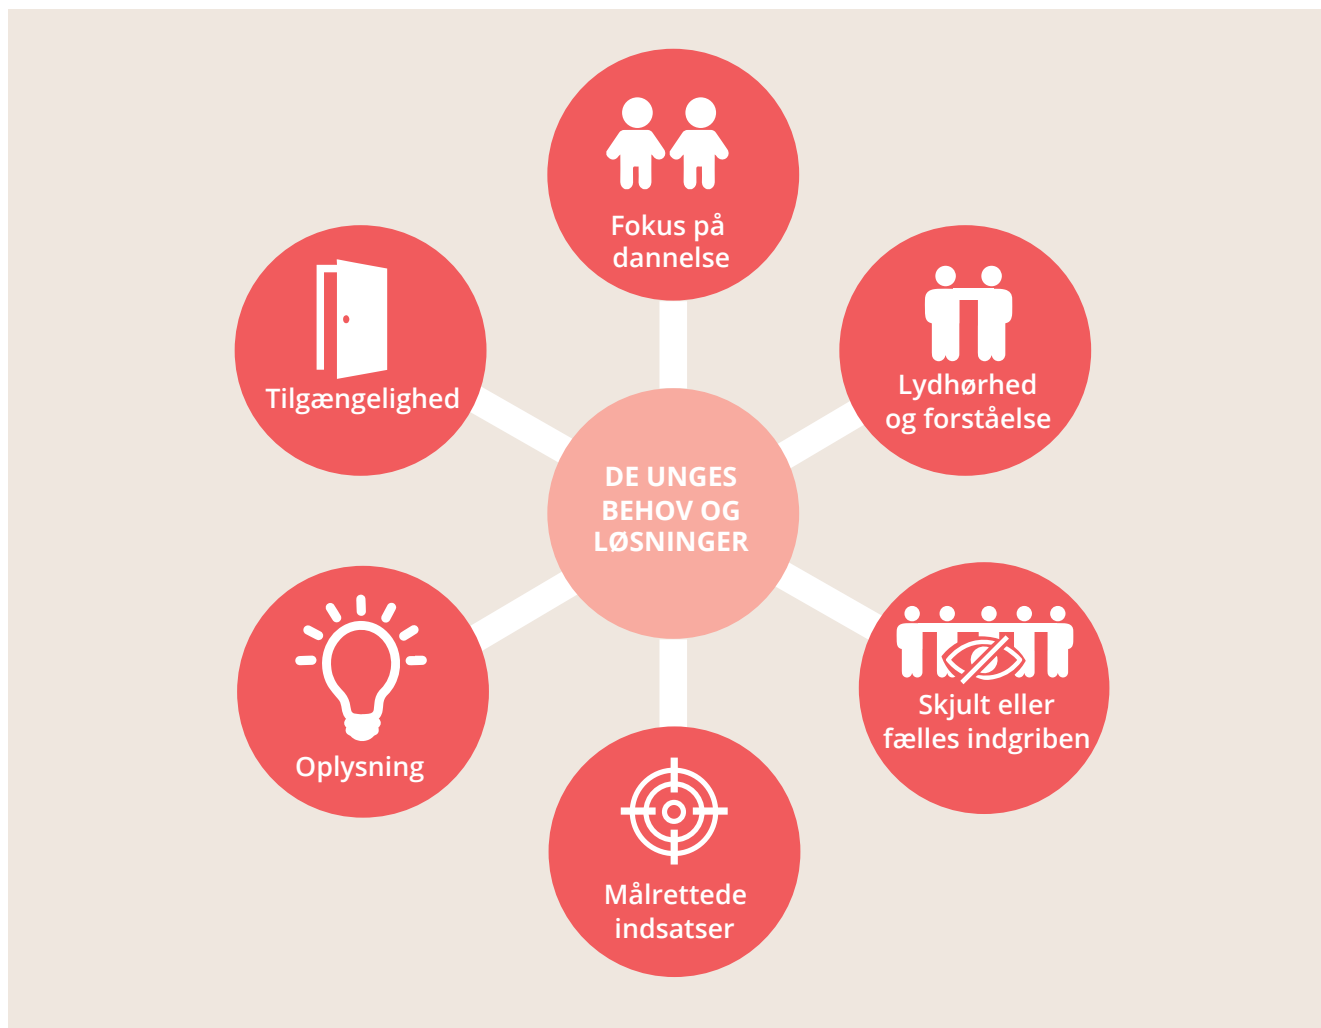 Fokus på
dannelse
Lydhørhed
og forståelse
Skjult eller
fælles indgriben
Målrettede
indsatser
Oplysning
Tilgængelighed
DE UNGES
BEHOV OG
LØSNINGER